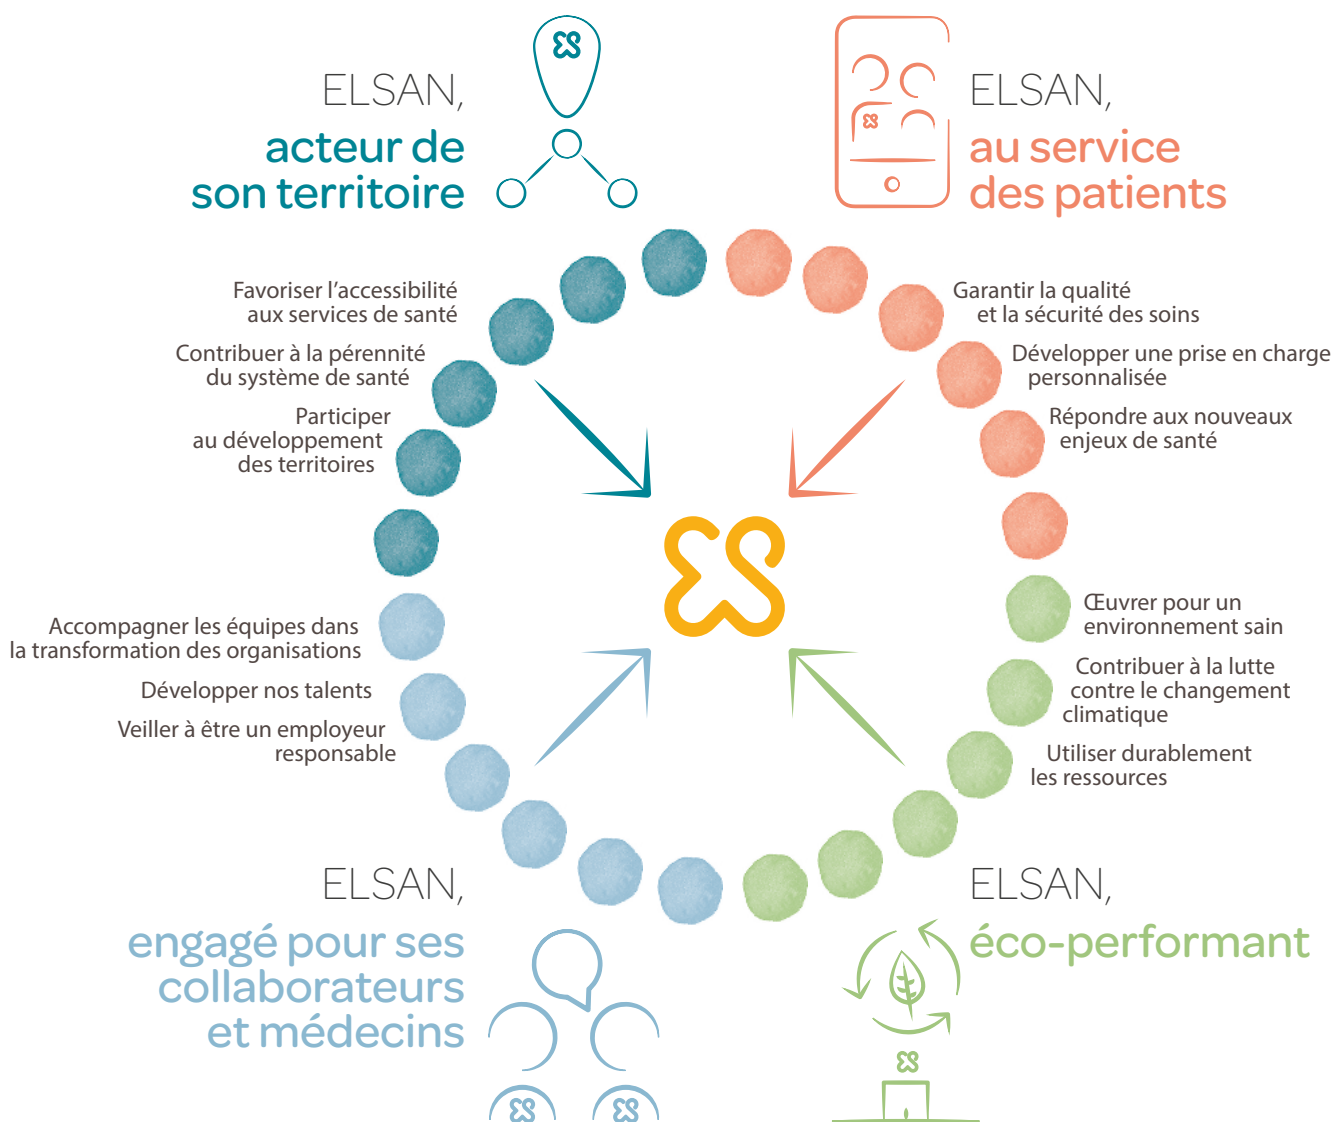 ELSAN,
acteur de
son territoire
Favoriser l'accessibilité
aux services de santé
Contribuer à la pérennité
du système de santé
Participer
au développement
des territoires
ELSAN,
au service
des patients
Garantir la qualité
et la sécurité des soins
Développer une prise en charge
personnalisée
Répondre aux nouveaux
enjeux de santé
Accompagner les équipes dans
la transformation des organisations
Développer nos talents
Veiller à être un employeur
responsable
ELSAN,
engagé pour ses
collaborateurs
et médecins
Œuvrer pour un
environnement sain
Contribuer à la lutte
contre le changement
climatique
Utiliser durablement
les ressources
ELSAN,
éco-performant